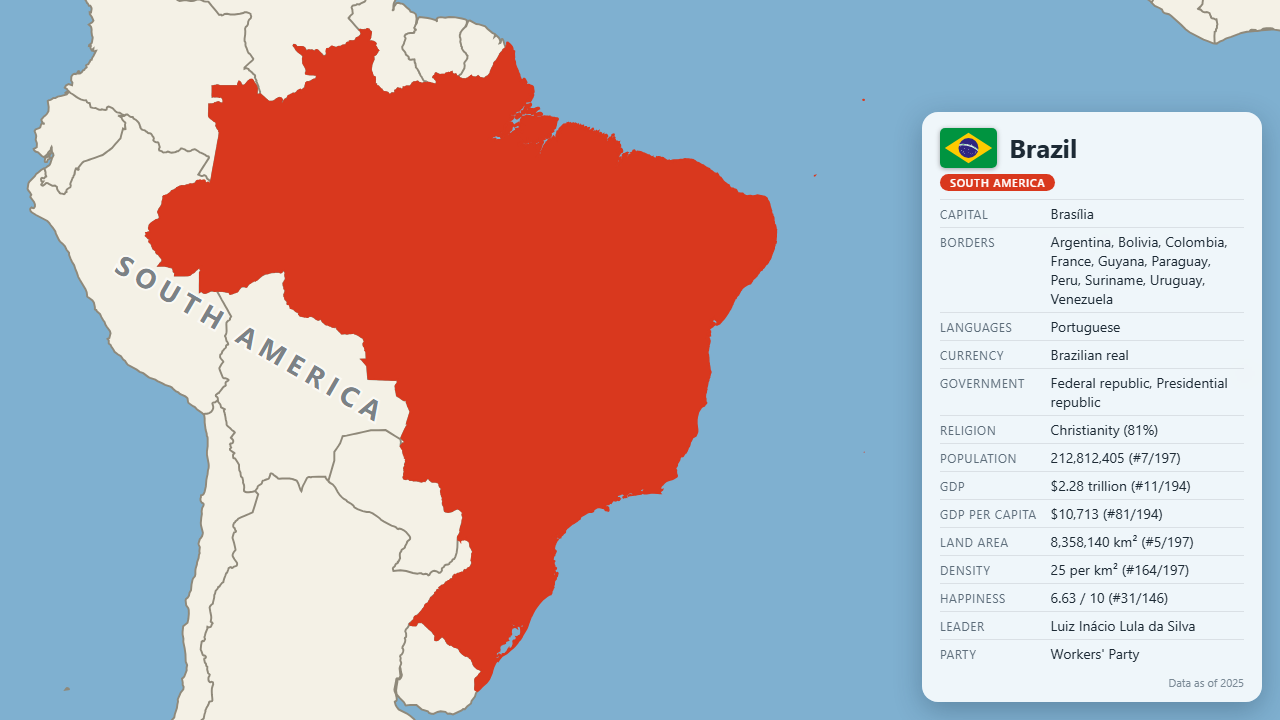 SOUTH AMERICA
Brazil
SOUTH AMERICA
CAPITAL Brasília
BORDERS Argentina, Bolivia, Colombia,
France, Guyana, Paraguay,
Peru, Suriname, Uruguay,
Venezuela
LANGUAGES Portuguese
CURRENCY Brazilian real
GOVERNMENT Federal republic, Presidential
republic
RELIGION Christianity (81%)
POPULATION 212,812,405 (#7/197)
GDP $2.28 trillion (#11/194)
GDP PER CAPITA $10,713 (#81/194)
LAND AREA 8,358,140 km² (#5/197)
DENSITY 25 per km² (#164/197)
HAPPINESS 6.63 / 10 (#31/146)
LEADER Luiz Inácio Lula da Silva
PARTY Workers' Party
Data as of 2025